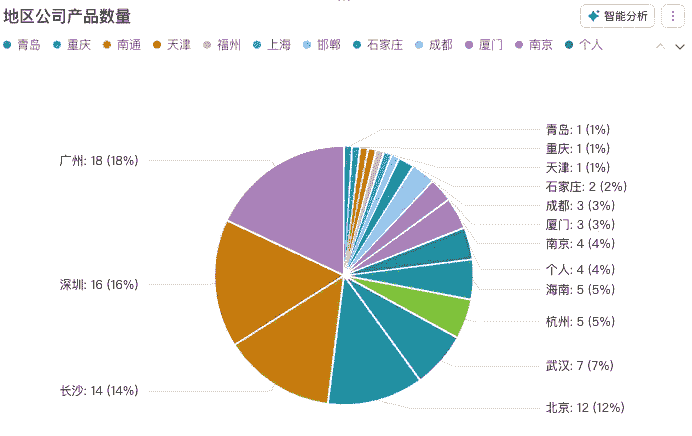 地区公司产品数量
智能分析
青岛 重庆 南通 天津 福州 上海 邯郸 石家庄 成都 厦门 南京 个人
青岛: 1 (1%)
重庆: 1 (1%)
天津: 1 (1%)
石家庄: 2 (2%)
成都: 3 (3%)
厦门: 3 (3%)
南京: 4 (4%)
个人: 4 (4%)
海南: 5 (5%)
杭州: 5 (5%)
武汉: 7 (7%)
北京: 12 (12%)
长沙: 14 (14%)
深圳: 16 (16%)
广州: 18 (18%)